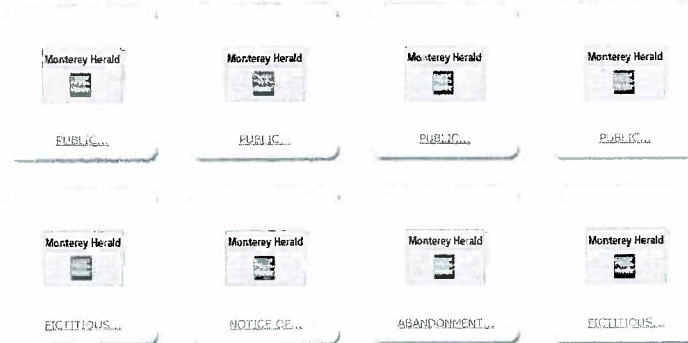 Monterey Herald
Monterey Herald
Monterey Herald
Monterey Herald
PUBLIC...
PUBLIC...
PUBLIC...
PUBLIC...
Monterey Herald
Monterey Herald
Monterey Herald
Monterey Herald
FICTITIOUS...
NOTICE OF...
ABANDONMENT...
FICTITIOUS...